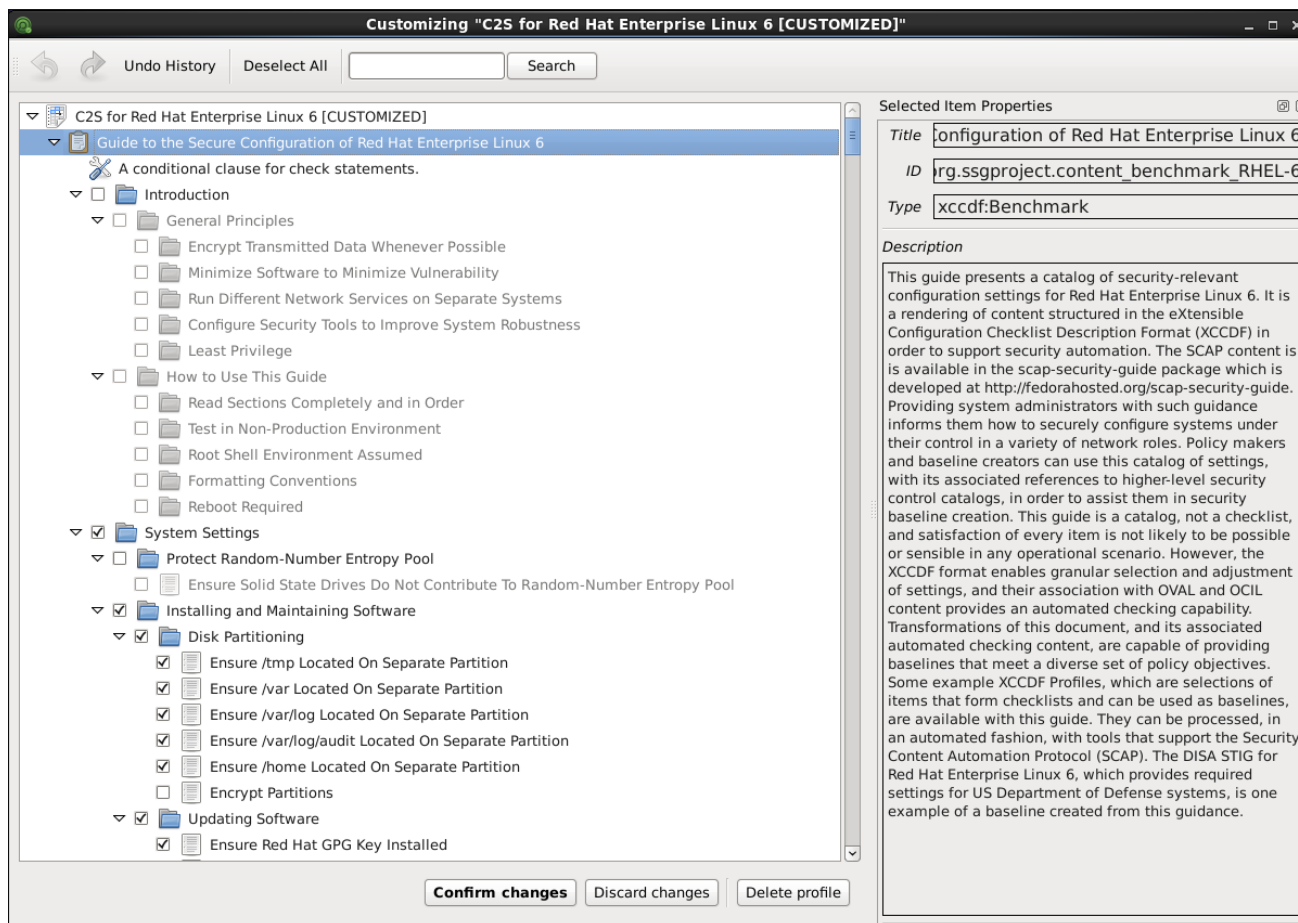 Customizing "C2S for Red Hat Enterprise Linux 6 [CUSTOMIZED]"
Undo History
Deselect All
Search
C2S for Red Hat Enterprise Linux 6 [CUSTOMIZED]
Guide to the Secure Configuration of Red Hat Enterprise Linux 6
A conditional clause for check statements.
Introduction
General Principles
Encrypt Transmitted Data Whenever Possible
Minimize Software to Minimize Vulnerability
Run Different Network Services on Separate Systems
Configure Security Tools to Improve System Robustness
Least Privilege
How to Use This Guide
Read Sections Completely and in Order
Test in Non-Production Environment
Root Shell Environment Assumed
Formatting Conventions
Reboot Required
System Settings
Protect Random-Number Entropy Pool
Ensure Solid State Drives Do Not Contribute To Random-Number Entropy Pool
Installing and Maintaining Software
Disk Partitioning
Ensure /tmp Located On Separate Partition
Ensure /var Located On Separate Partition
Ensure /var/log Located On Separate Partition
Ensure /var/log/audit Located On Separate Partition
Ensure /home Located On Separate Partition
Encrypt Partitions
Updating Software
Ensure Red Hat GPG Key Installed
Confirm changes
Discard changes
Delete profile
Selected Item Properties
Title Configuration of Red Hat Enterprise Linux 6
ID org.ssgproject.content_benchmark_RHEL-6
Type xccdf:Benchmark
Description
This guide presents a catalog of security-relevant
configuration settings for Red Hat Enterprise Linux 6. It is
a rendering of content structured in the eXtensible
Configuration Checklist Description Format (XCCDF) in
order to support security automation. The SCAP content is
is available in the scap-security-guide package which is
developed at http://fedorahosted.org/scap-security-guide.
Providing system administrators with such guidance
informs them how to securely configure systems under
their control in a variety of network roles. Policy makers
and baseline creators can use this catalog of settings,
with its associated references to higher-level security
control catalogs, in order to assist them in security
baseline creation. This guide is a catalog, not a checklist,
and satisfaction of every item is not likely to be possible
or sensible in any operational scenario. However, the
XCCDF format enables granular selection and adjustment
of settings, and their association with OVAL and OCIL
content provides an automated checking capability.
Transformations of this document, and its associated
automated checking content, are capable of providing
baselines that meet a diverse set of policy objectives.
Some example XCCDF Profiles, which are selections of
items that form checklists and can be used as baselines,
are available with this guide. They can be processed, in
an automated fashion, with tools that support the Security
Content Automation Protocol (SCAP). The DISA STIG for
Red Hat Enterprise Linux 6, which provides required
settings for US Department of Defense systems, is one
example of a baseline created from this guidance.